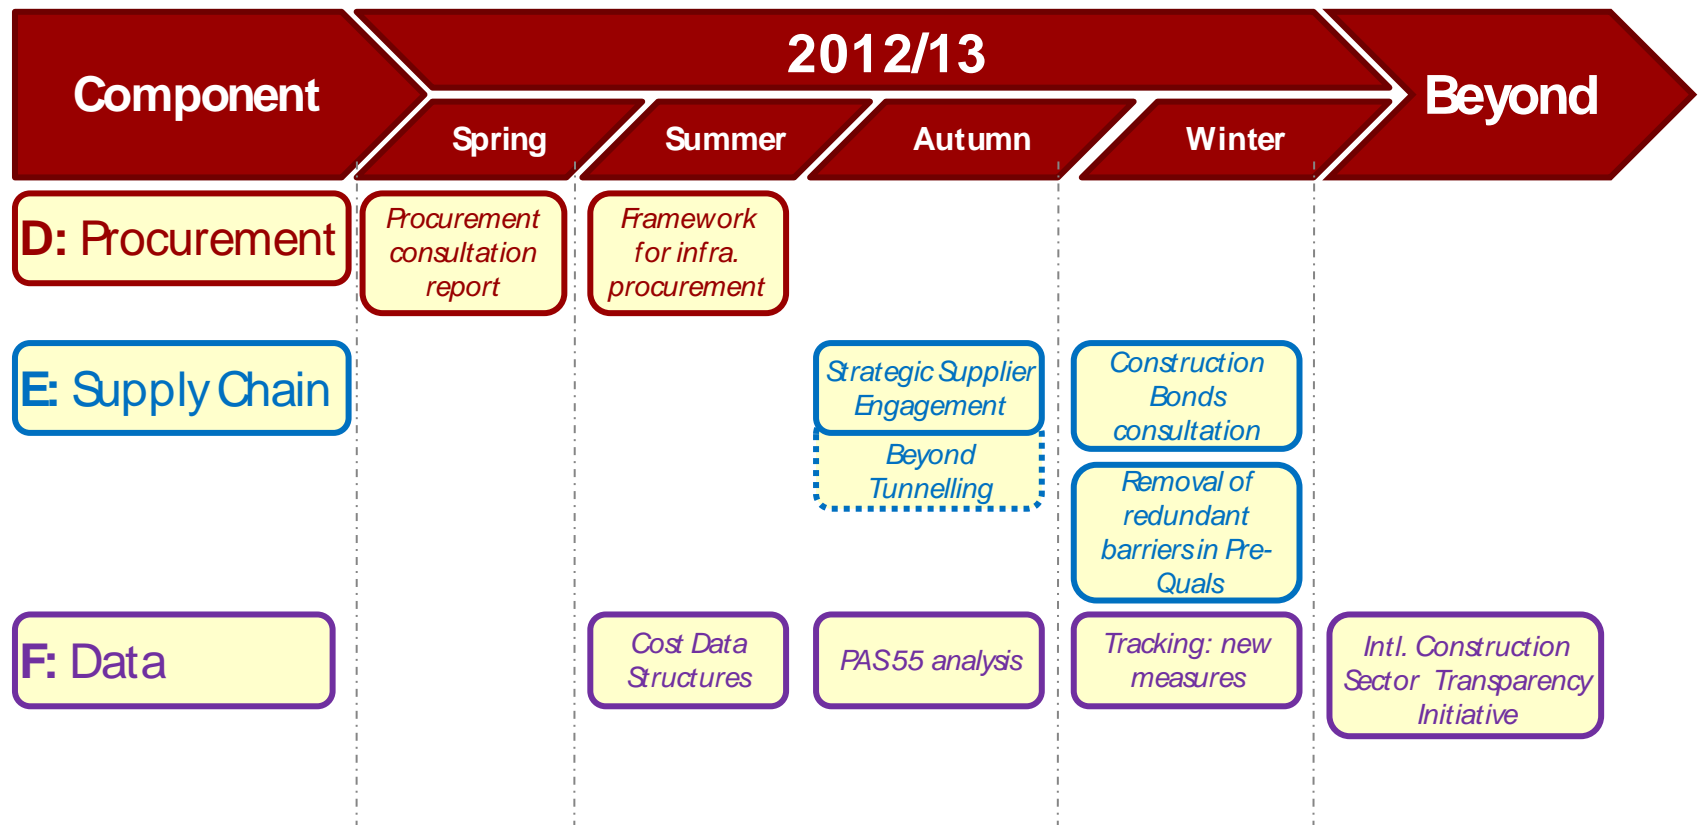 Component
2012/13
Beyond
Spring
Summer
Autumn
Winter
D: Procurement
Procurement
consultation
report
Framework
for infra.
procurement
E: Supply Chain
Strategic Supplier
Engagement
Beyond
Tunnelling
Construction
Bonds
consultation
Removal of
redundant
barriers in Pre-
Quals
F: Data
Cost Data
Structures
PAS55 analysis
Tracking: new
measures
Intl. Construction
Sector Transparency
Initiative